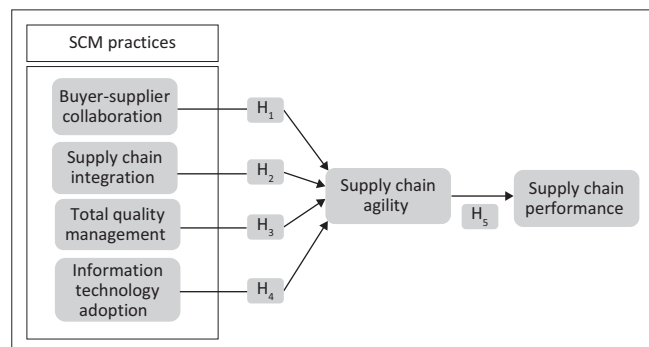 SCM practices
Buyer-supplier
collaboration
H₁
Supply chain
integration
H₂
Total quality
management
H₃
Information
technology
adoption
H₄
Supply chain
agility
H₅
Supply chain
performance